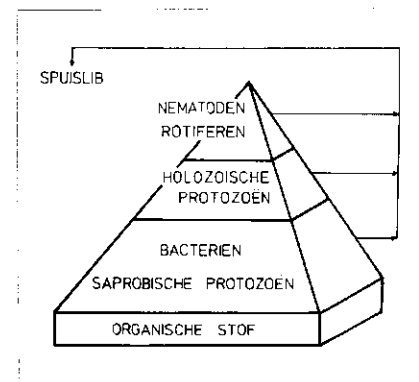 SPUISLIB
NEMATODEN
ROTIFEREN
HOLOZOISCHE
PROTOZOËN
BACTERIEN
SAPROBISCHE PROTOZOËN
ORGANISCHE STOF